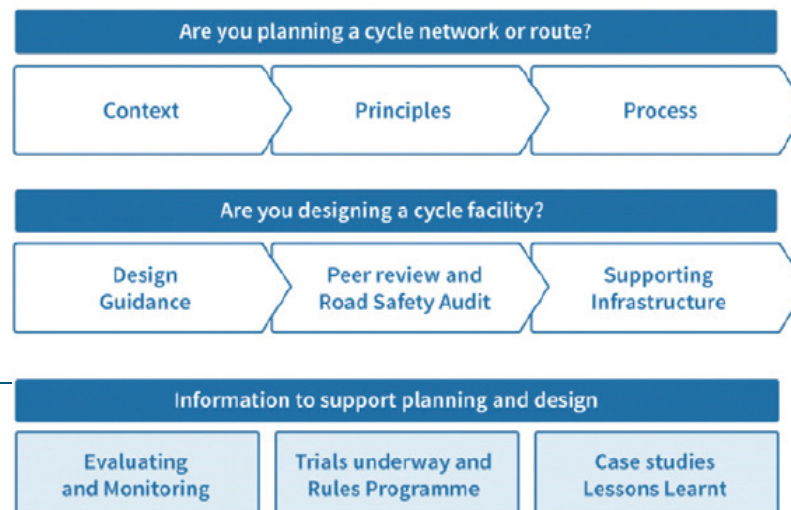 Are you planning a cycle network or route?
Context
Principles
Process
Are you designing a cycle facility?
Design
Guidance
Peer review and
Road Safety Audit
Supporting
Infrastructure
Information to support planning and design
Evaluating
and Monitoring
Trials underway and
Rules Programme
Case studies
Lessons Learnt